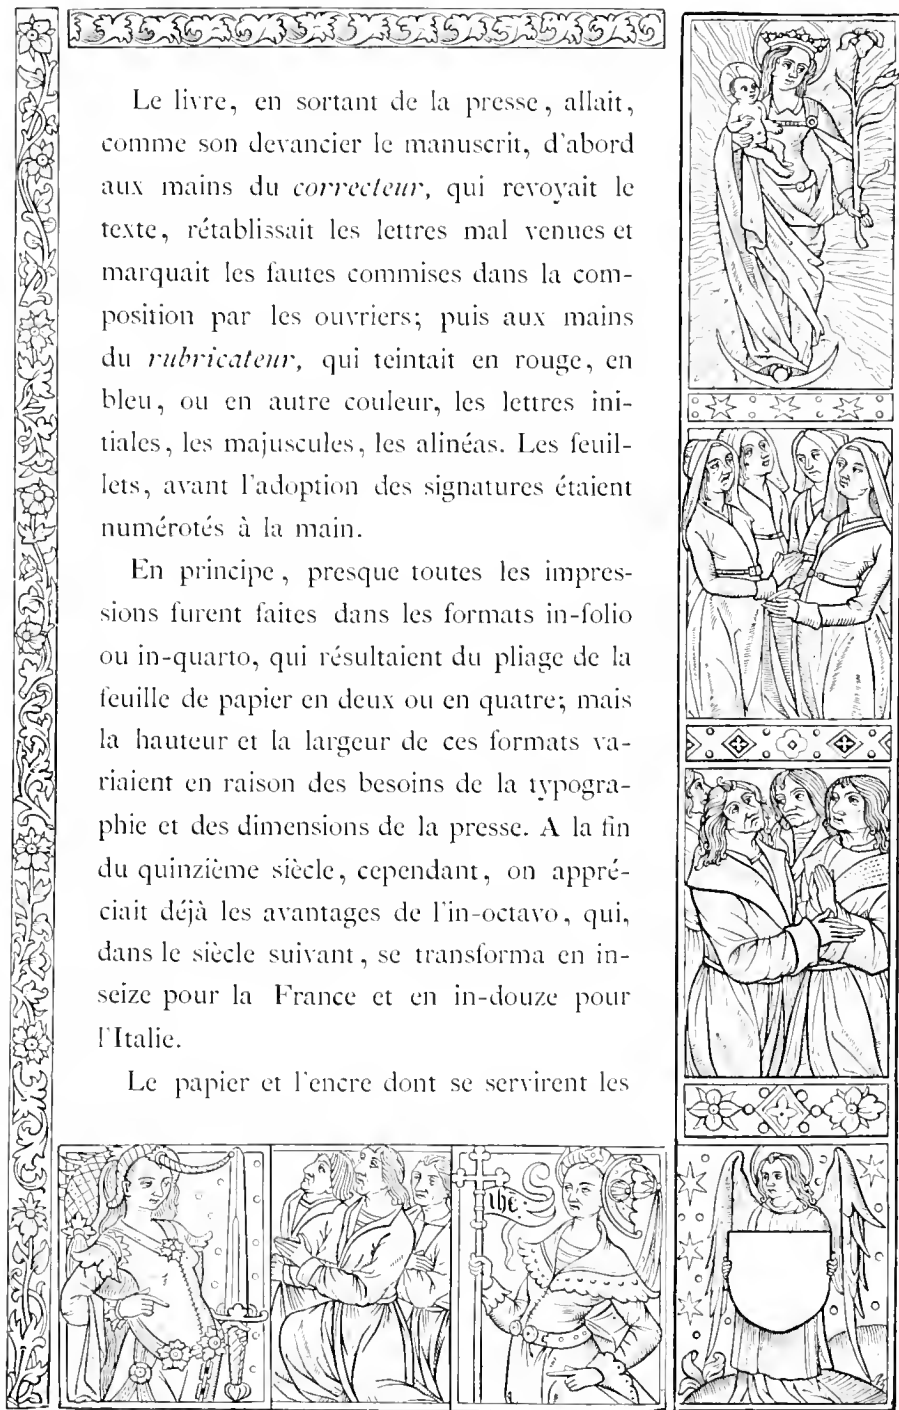 Le livre, en sortant de la presse, allait,
comme son devancier le manuscrit, d'abord
aux mains du correcteur, qui revoyait le
texte, rétablissait les lettres mal venues et
marquait les fautes commises dans la com-
position par les ouvriers; puis aux mains
du rubricateur, qui teintait en rouge, en
bleu, ou en autre couleur, les lettres ini-
tiales, les majuscules, les alinéas. Les feuil-
lets, avant l'adoption des signatures étaient
numérotés à la main.
En principe, presque toutes les impres-
sions furent faites dans les formats in-folio
ou in-quarto, qui résultaient du pliage de la
feuille de papier en deux ou en quatre; mais
la hauteur et la largeur de ces formats va-
riaient en raison des besoins de la typogra-
phie et des dimensions de la presse. A la fin
du quinzième siècle, cependant, on appré-
ciait déjà les avantages de l'in-octavo, qui,
dans le siècle suivant, se transforma en in-
seize pour la France et en in-douze pour
l'Italie.
Le papier et l'encre dont se servirent les
ihe.